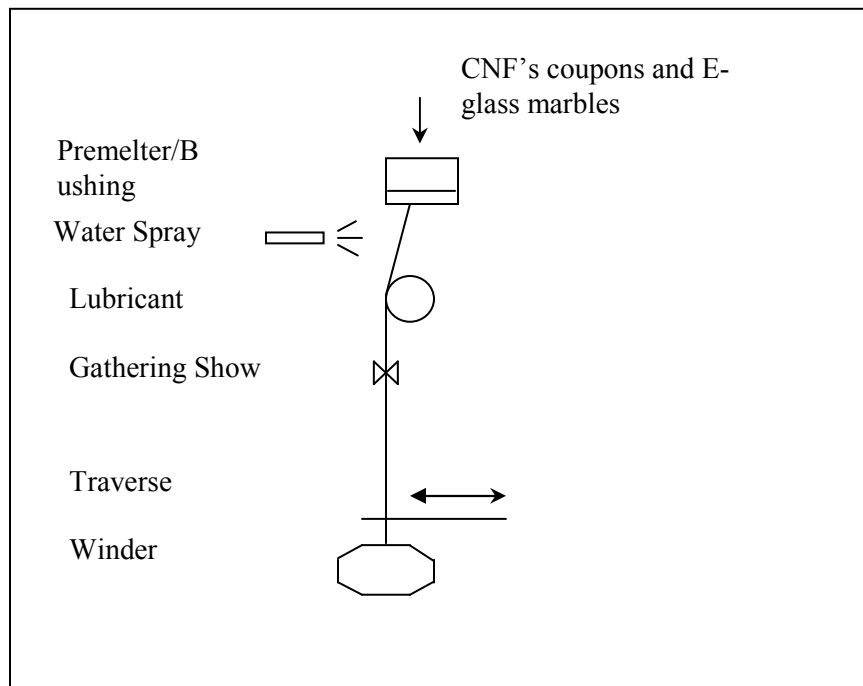 CNF’s coupons and E-
glass marbles
Premelter/B
ushing
Water Spray
Lubricant
Gathering Show
Traverse
Winder